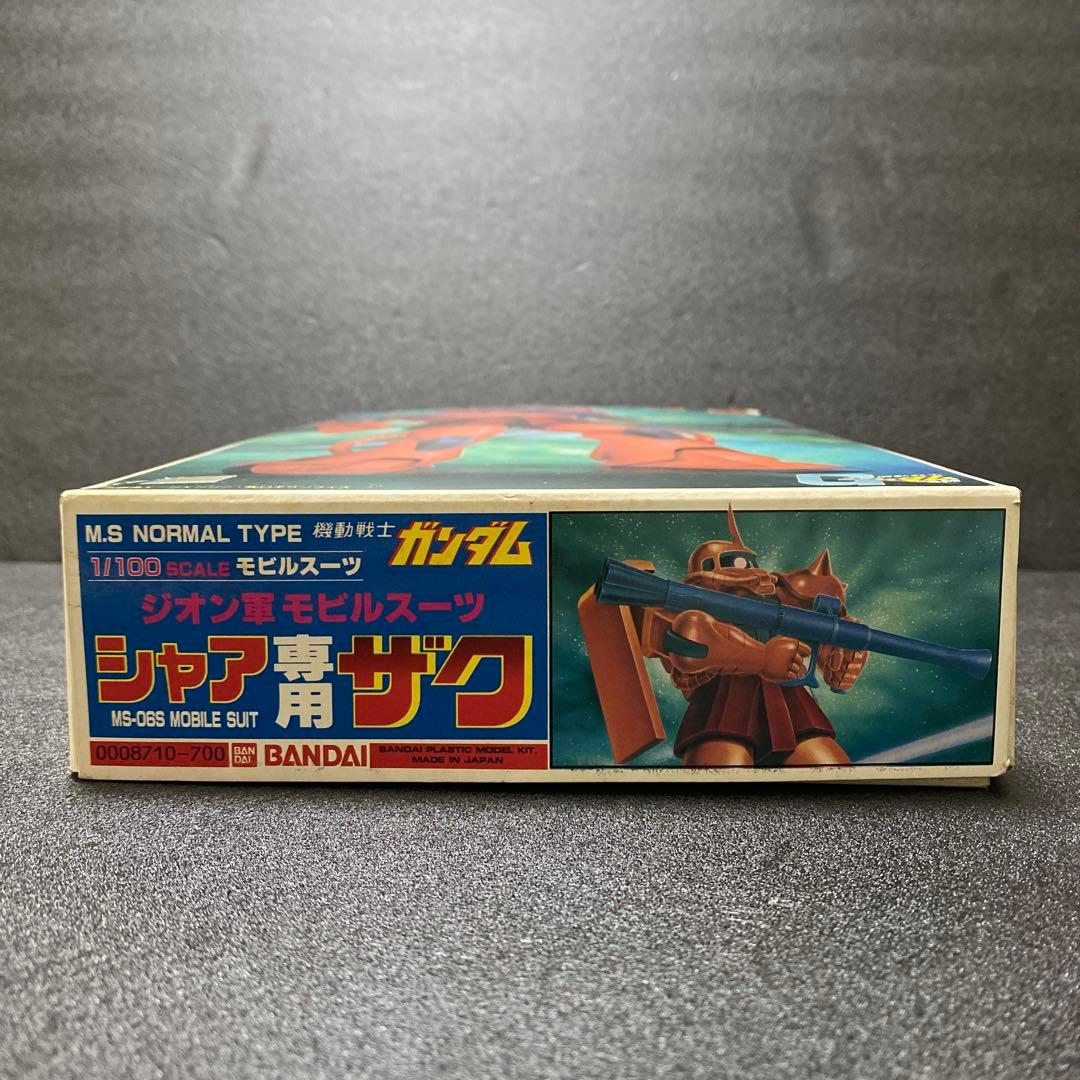 M.S NORMAL TYPE 機動戦士 ガンダム
1/100 SCALE モビルスーツ
ジオン軍 モビルスーツ
シャア専用ザク
MS-06S MOBILE SUIT
0008710-700 BAN DAI BANDAI BANDAI PLASTIC MODEL KIT.
MADE IN JAPAN